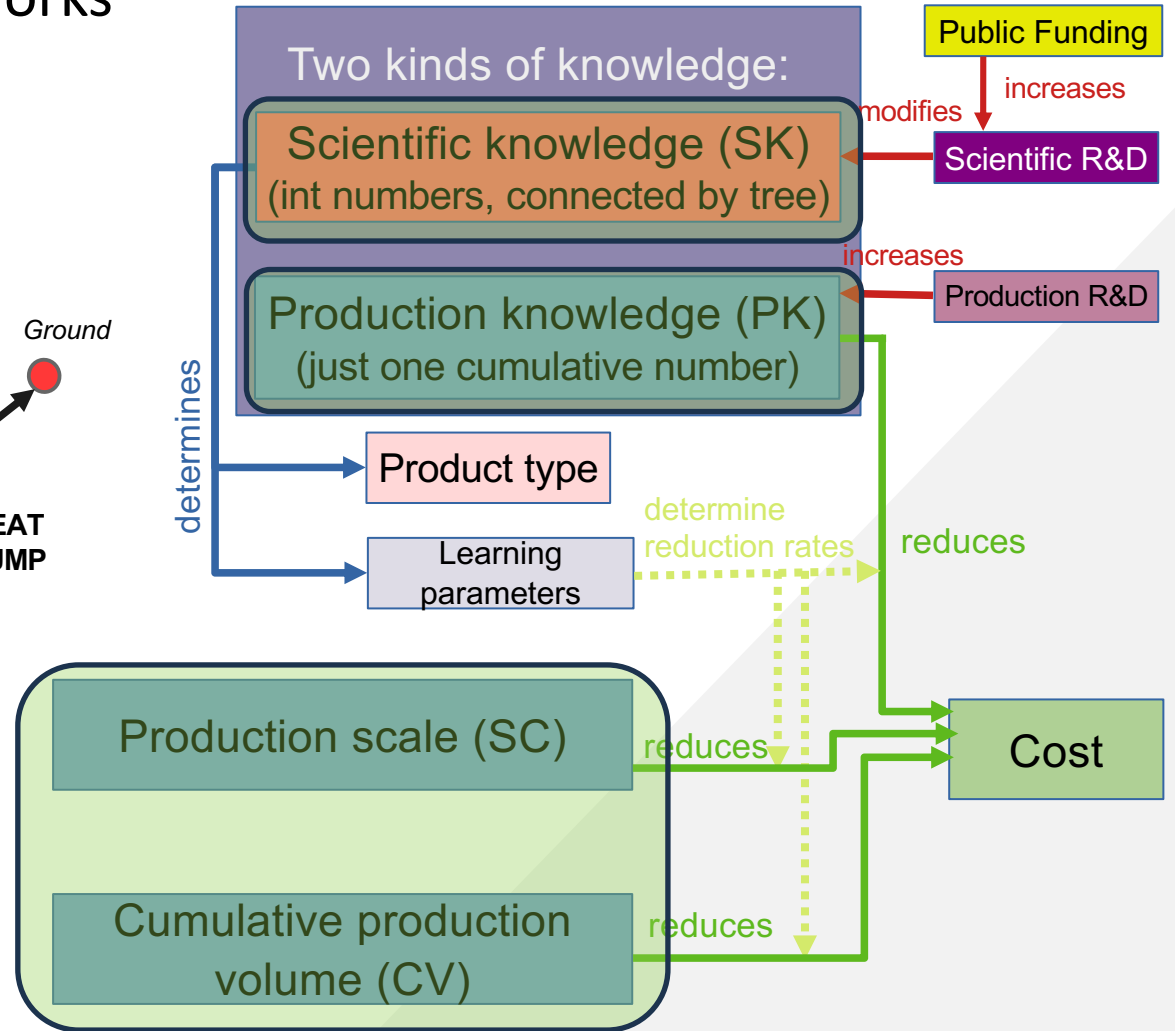 Two kinds of knowledge:
Public Funding
increases
modifies
Scientific knowledge (SK)
(int numbers, connected by tree)
Scientific R&D
increases
Production knowledge (PK)
(just one cumulative number)
Production R&D
Ground
determines
Product type
EAT
UMP
Learning
parameters
determine
reduction rates
reduces
Production scale (SC)
reduces
Cost
Cumulative production
volume (CV)
reduces